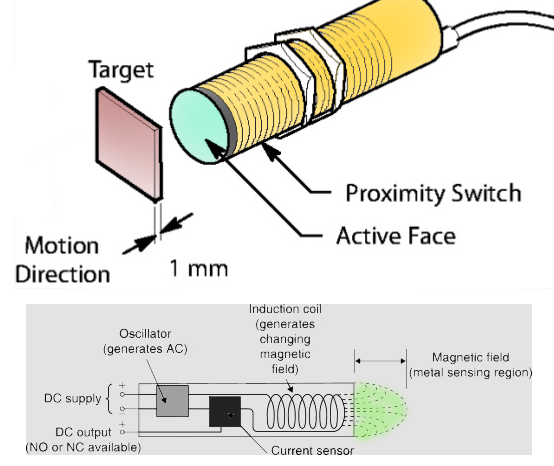 Target
Proximity Switch
Active Face
Motion
Direction
1 mm
Induction coil
(generates
changing
magnetic
field)
Oscillator
(generates AC)
Magnetic field
(metal sensing region)
DC supply
+
−
DC output
(NO or NC available)
+
−
Current sensor